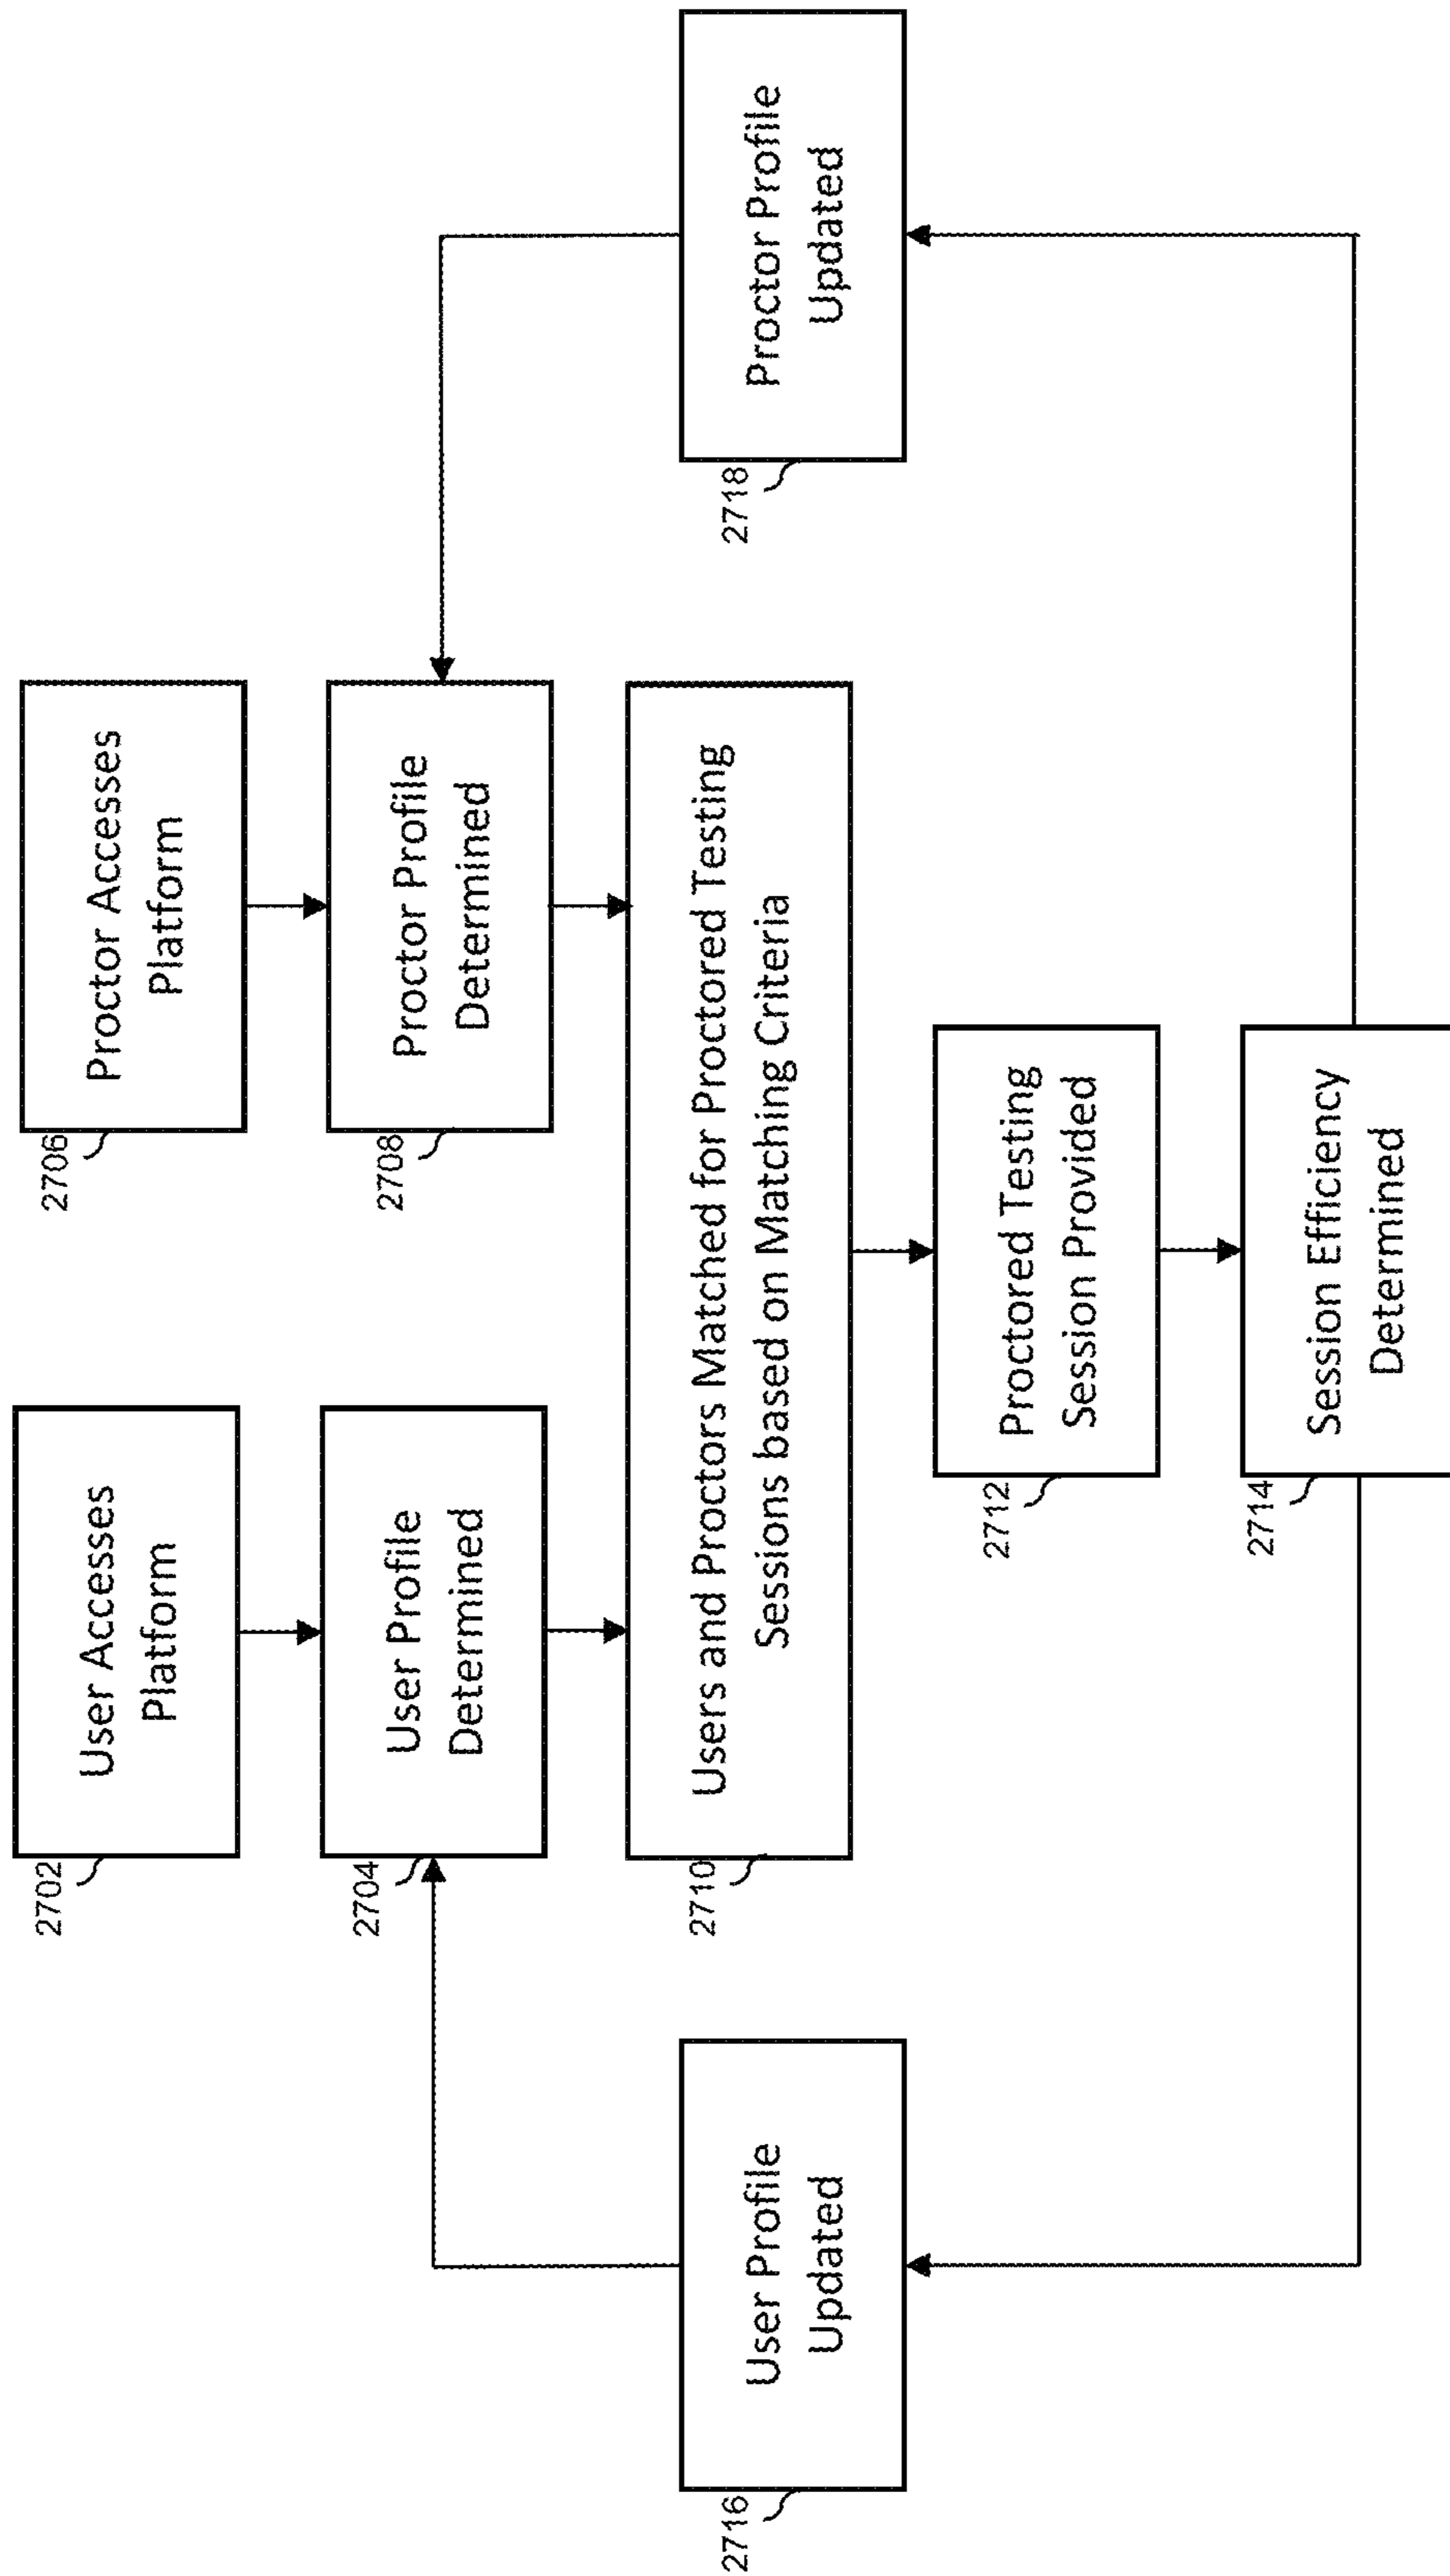 2702
User Accesses
Platform
2706
Proctor Accesses
Platform
2704
User Profile
Determined
2708
Proctor Profile
Determined
2710
Users and Proctors Matched for Proctored Testing
Sessions based on Matching Criteria
2716
User Profile
Updated
2718
Proctor Profile
Updated
2712
Proctored Testing
Session Provided
2714
Session Efficiency
Determined